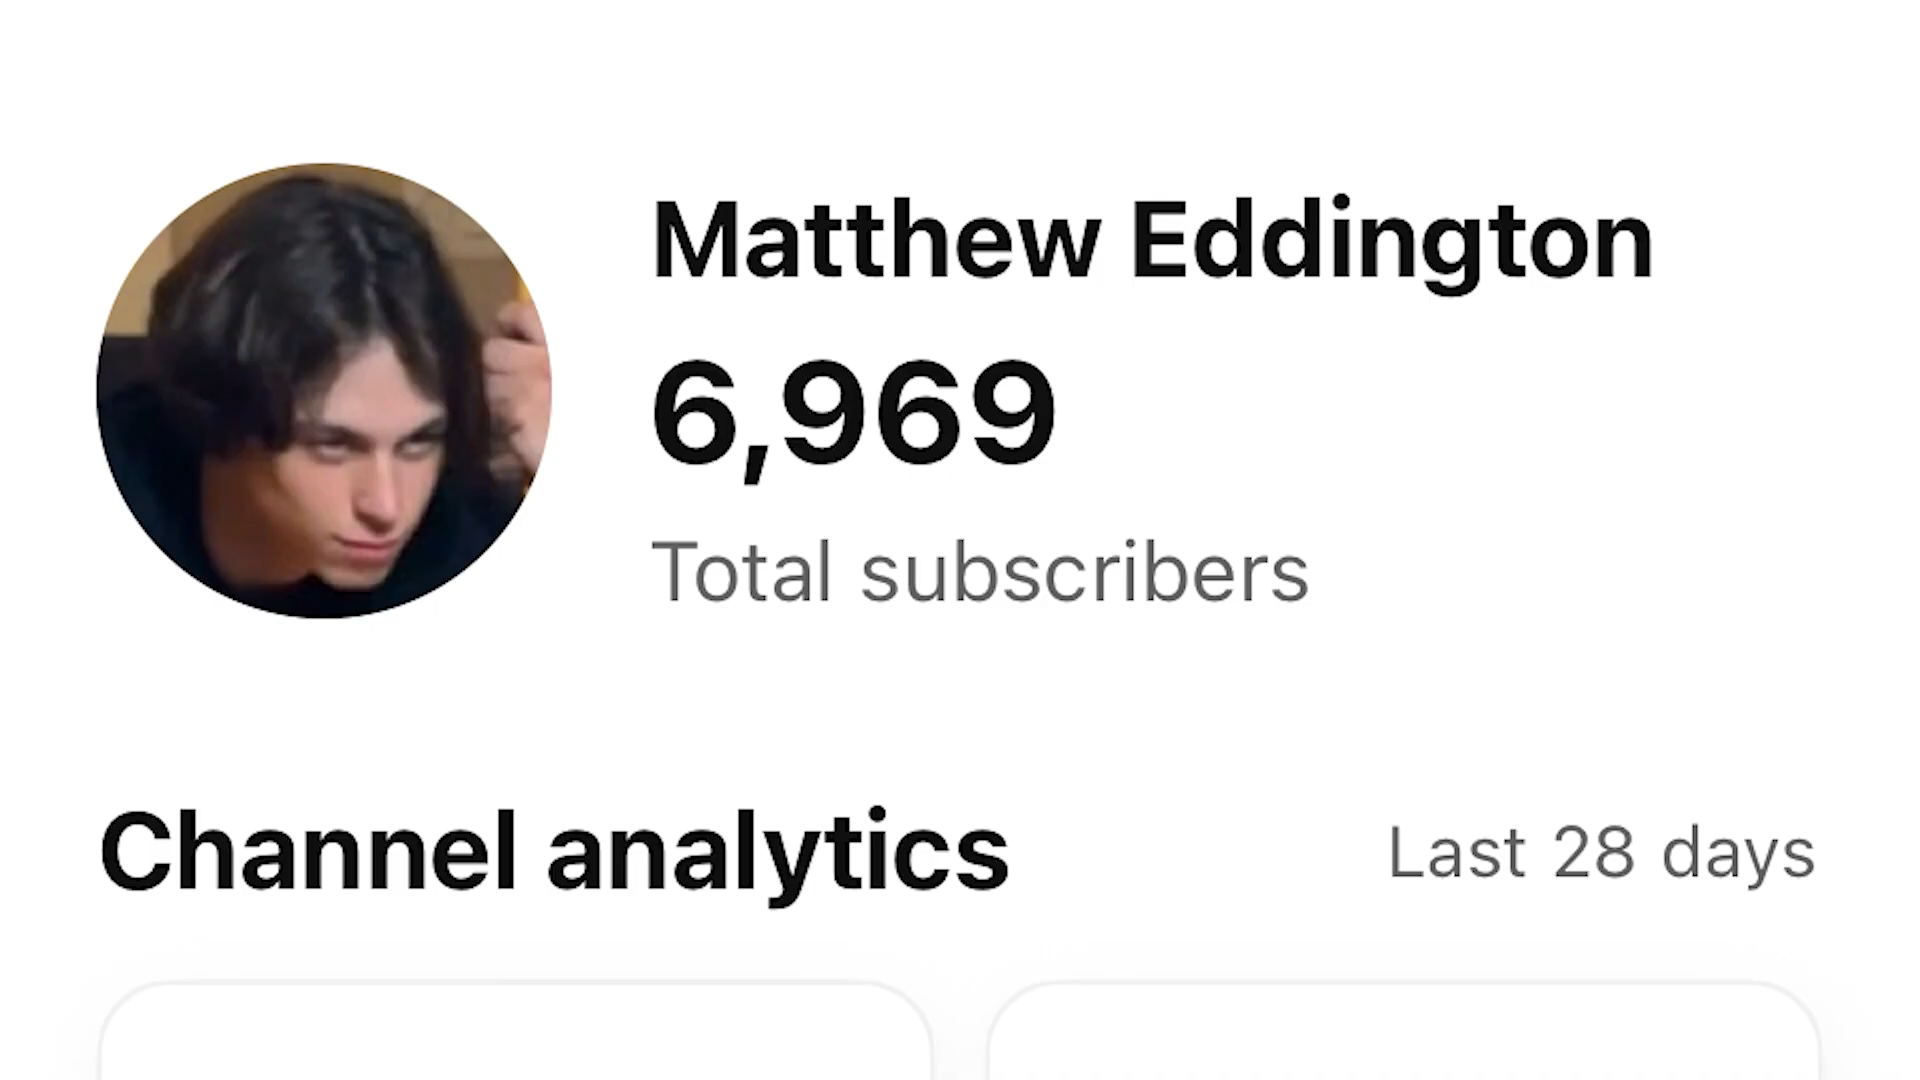 Matthew Eddington
6,969
Total subscribers
Channel analytics
Last 28 days